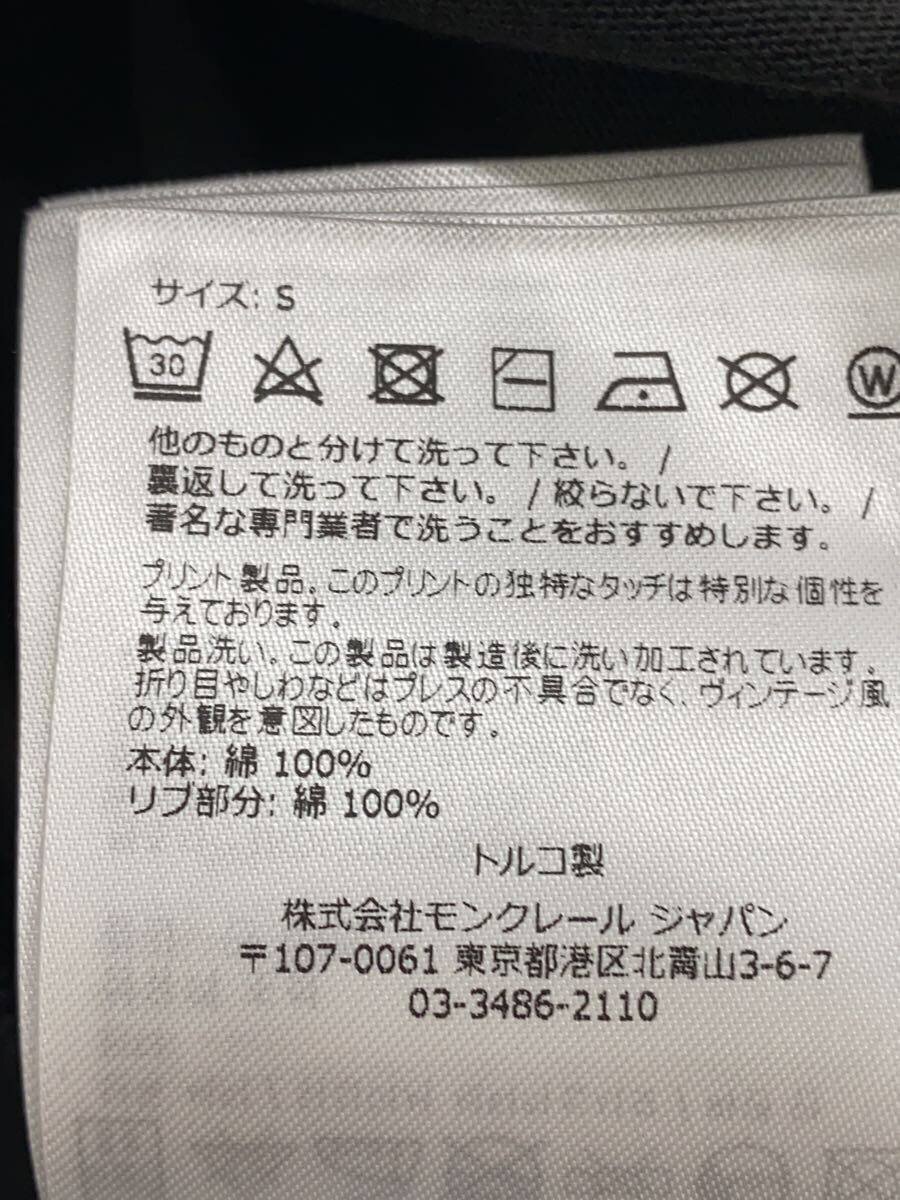 サイズ: S
30
W
他のものと分けて洗って下さい。 /
裏返して洗って下さい。 / 絞らないで下さい。 /
著名な専門業者で洗うことをおすすめします。
プリント製品。このプリントの独特なタッチは特別な個性を
与えております。
製品洗い。この製品は製造後に洗い加工されています。
折り目やしわなどはプレスの不具合でなく、ヴィンテージ風
の外観を意図したものです。
本体: 綿 100%
リブ部分: 綿 100%
トルコ製
株式会社モンクレール ジャパン
〒107-0061 東京都港区北青山3-6-7
03-3486-2110